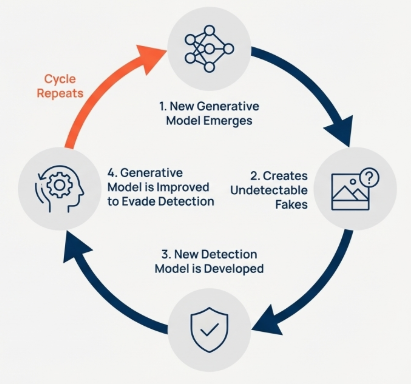 Cycle
Repeats
1. New Generative
Model Emerges
2. Creates
Undetectable
Fakes
3. New Detection
Model is Developed
4. Generative
Model is Improved
to Evade Detection
?